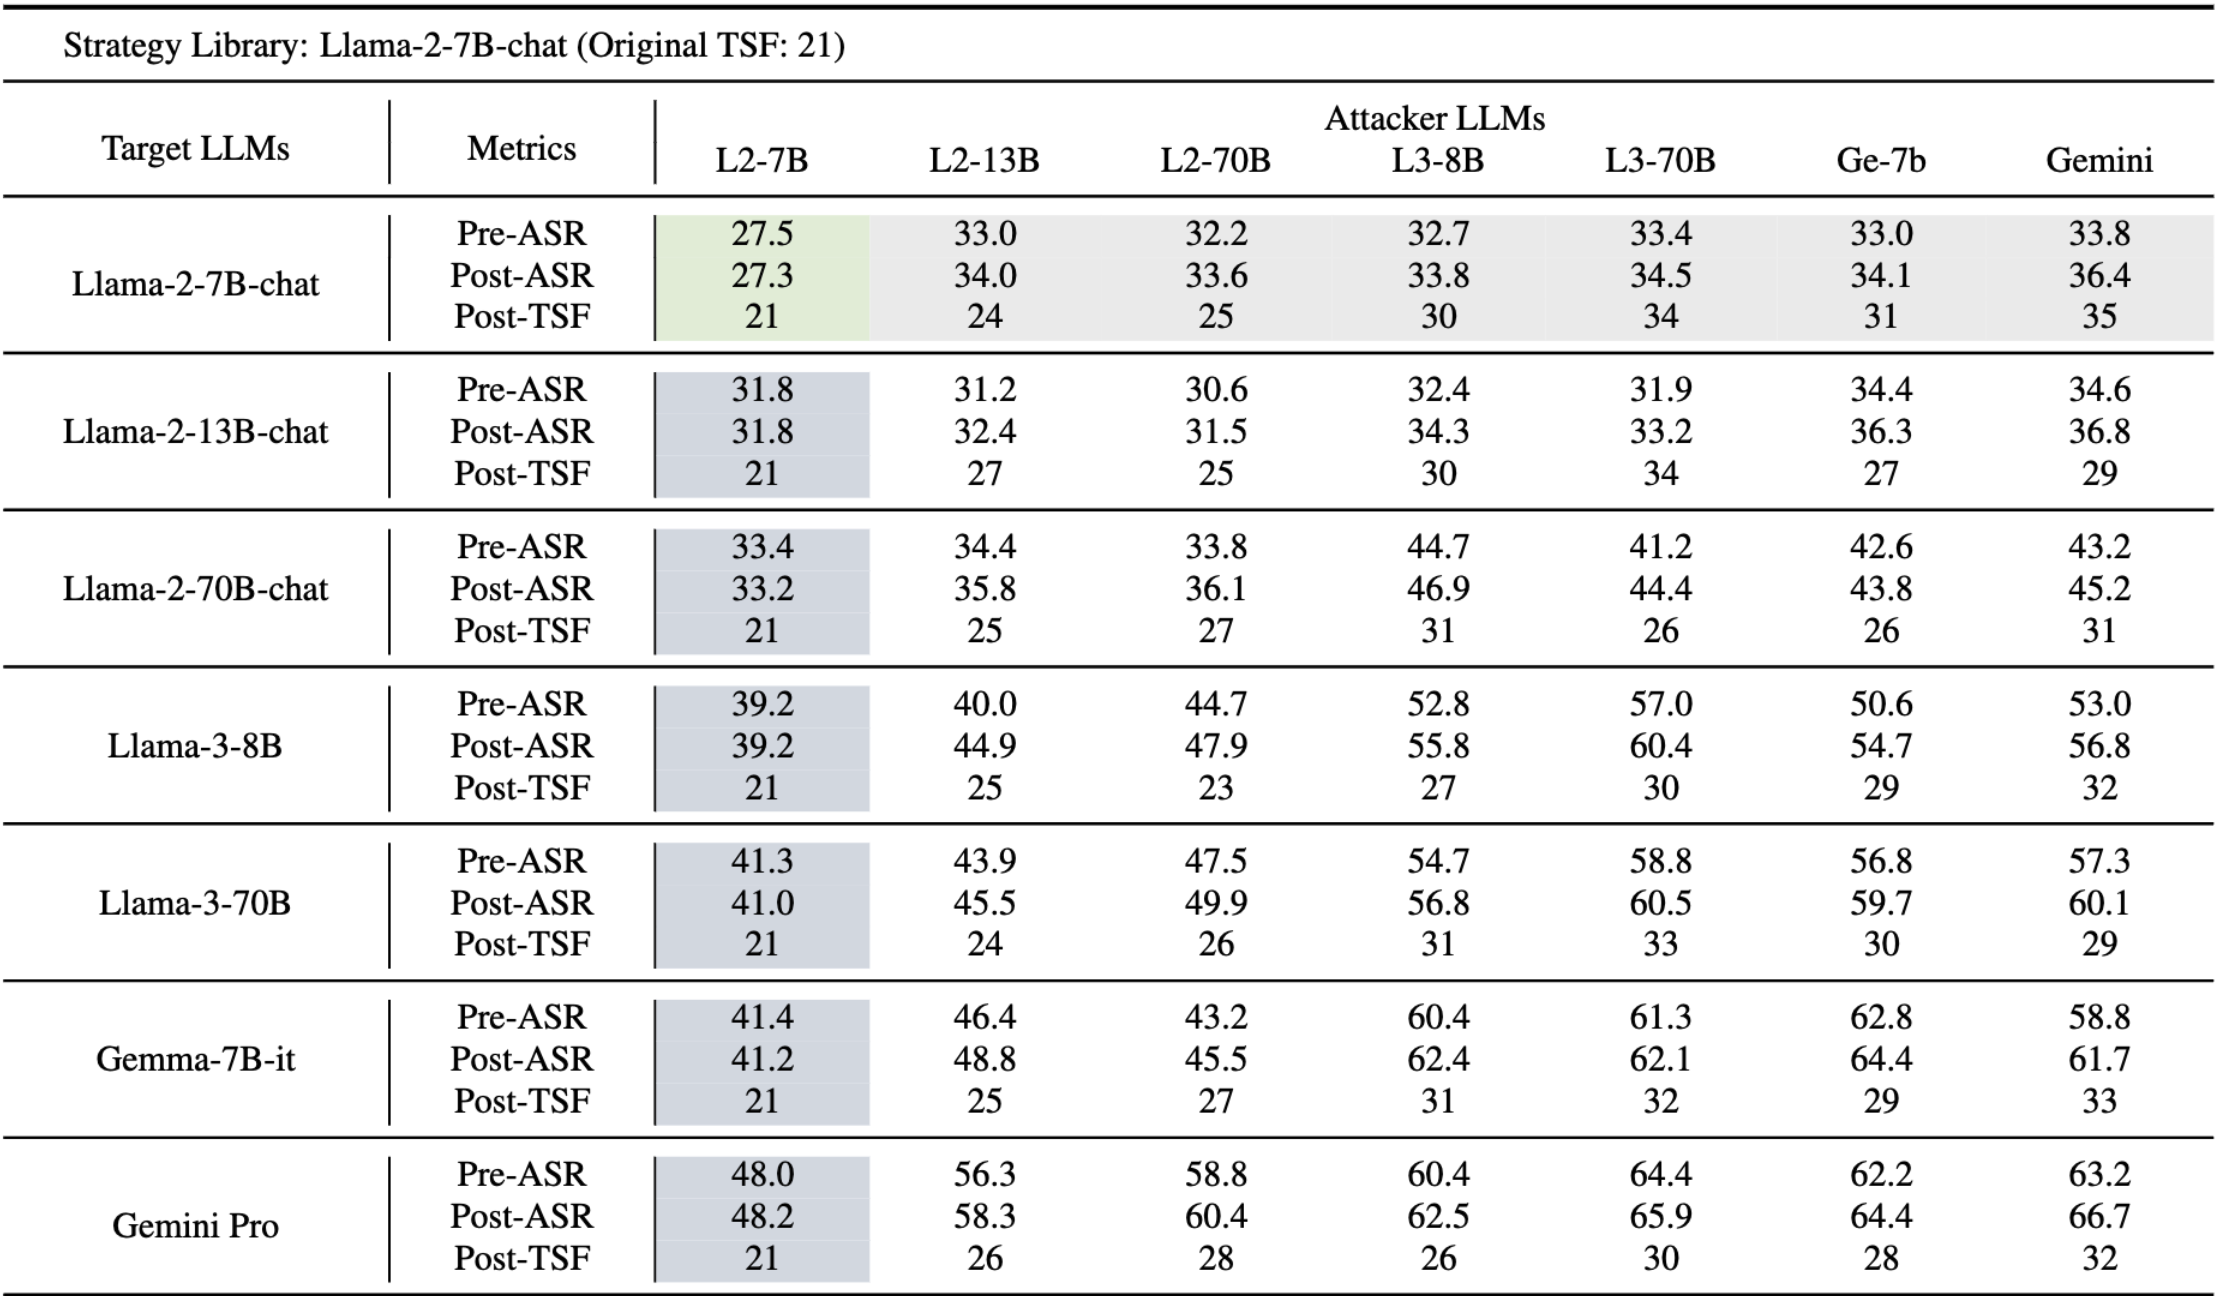 Strategy Library: Llama-2-7B-chat (Original TSF: 21)
Target LLMs Metrics Attacker LLMs
L2-7B L2-13B L2-70B L3-8B L3-70B Ge-7b Gemini
Pre-ASR 27.5 33.0 32.2 32.7 33.4 33.0 33.8
Llama-2-7B-chat Post-ASR 27.3 34.0 33.6 33.8 34.5 34.1 36.4
Post-TSF 21 24 25 30 34 31 35
Pre-ASR 31.8 31.2 30.6 32.4 31.9 34.4 34.6
Llama-2-13B-chat Post-ASR 31.8 32.4 31.5 34.3 33.2 36.3 36.8
Post-TSF 21 27 25 30 34 27 29
Pre-ASR 33.4 34.4 33.8 44.7 41.2 42.6 43.2
Llama-2-70B-chat Post-ASR 33.2 35.8 36.1 46.9 44.4 43.8 45.2
Post-TSF 21 25 27 31 26 26 31
Pre-ASR 39.2 40.0 44.7 52.8 57.0 50.6 53.0
Llama-3-8B Post-ASR 39.2 44.9 47.9 55.8 60.4 54.7 56.8
Post-TSF 21 25 23 27 30 29 32
Pre-ASR 41.3 43.9 47.5 54.7 58.8 56.8 57.3
Llama-3-70B Post-ASR 41.0 45.5 49.9 56.8 60.5 59.7 60.1
Post-TSF 21 24 26 31 33 30 29
Pre-ASR 41.4 46.4 43.2 60.4 61.3 62.8 58.8
Gemma-7B-it Post-ASR 41.2 48.8 45.5 62.4 62.1 64.4 61.7
Post-TSF 21 25 27 31 32 29 33
Pre-ASR 48.0 56.3 58.8 60.4 64.4 62.2 63.2
Gemini Pro Post-ASR 48.2 58.3 60.4 62.5 65.9 64.4 66.7
Post-TSF 21 26 28 26 30 28 32